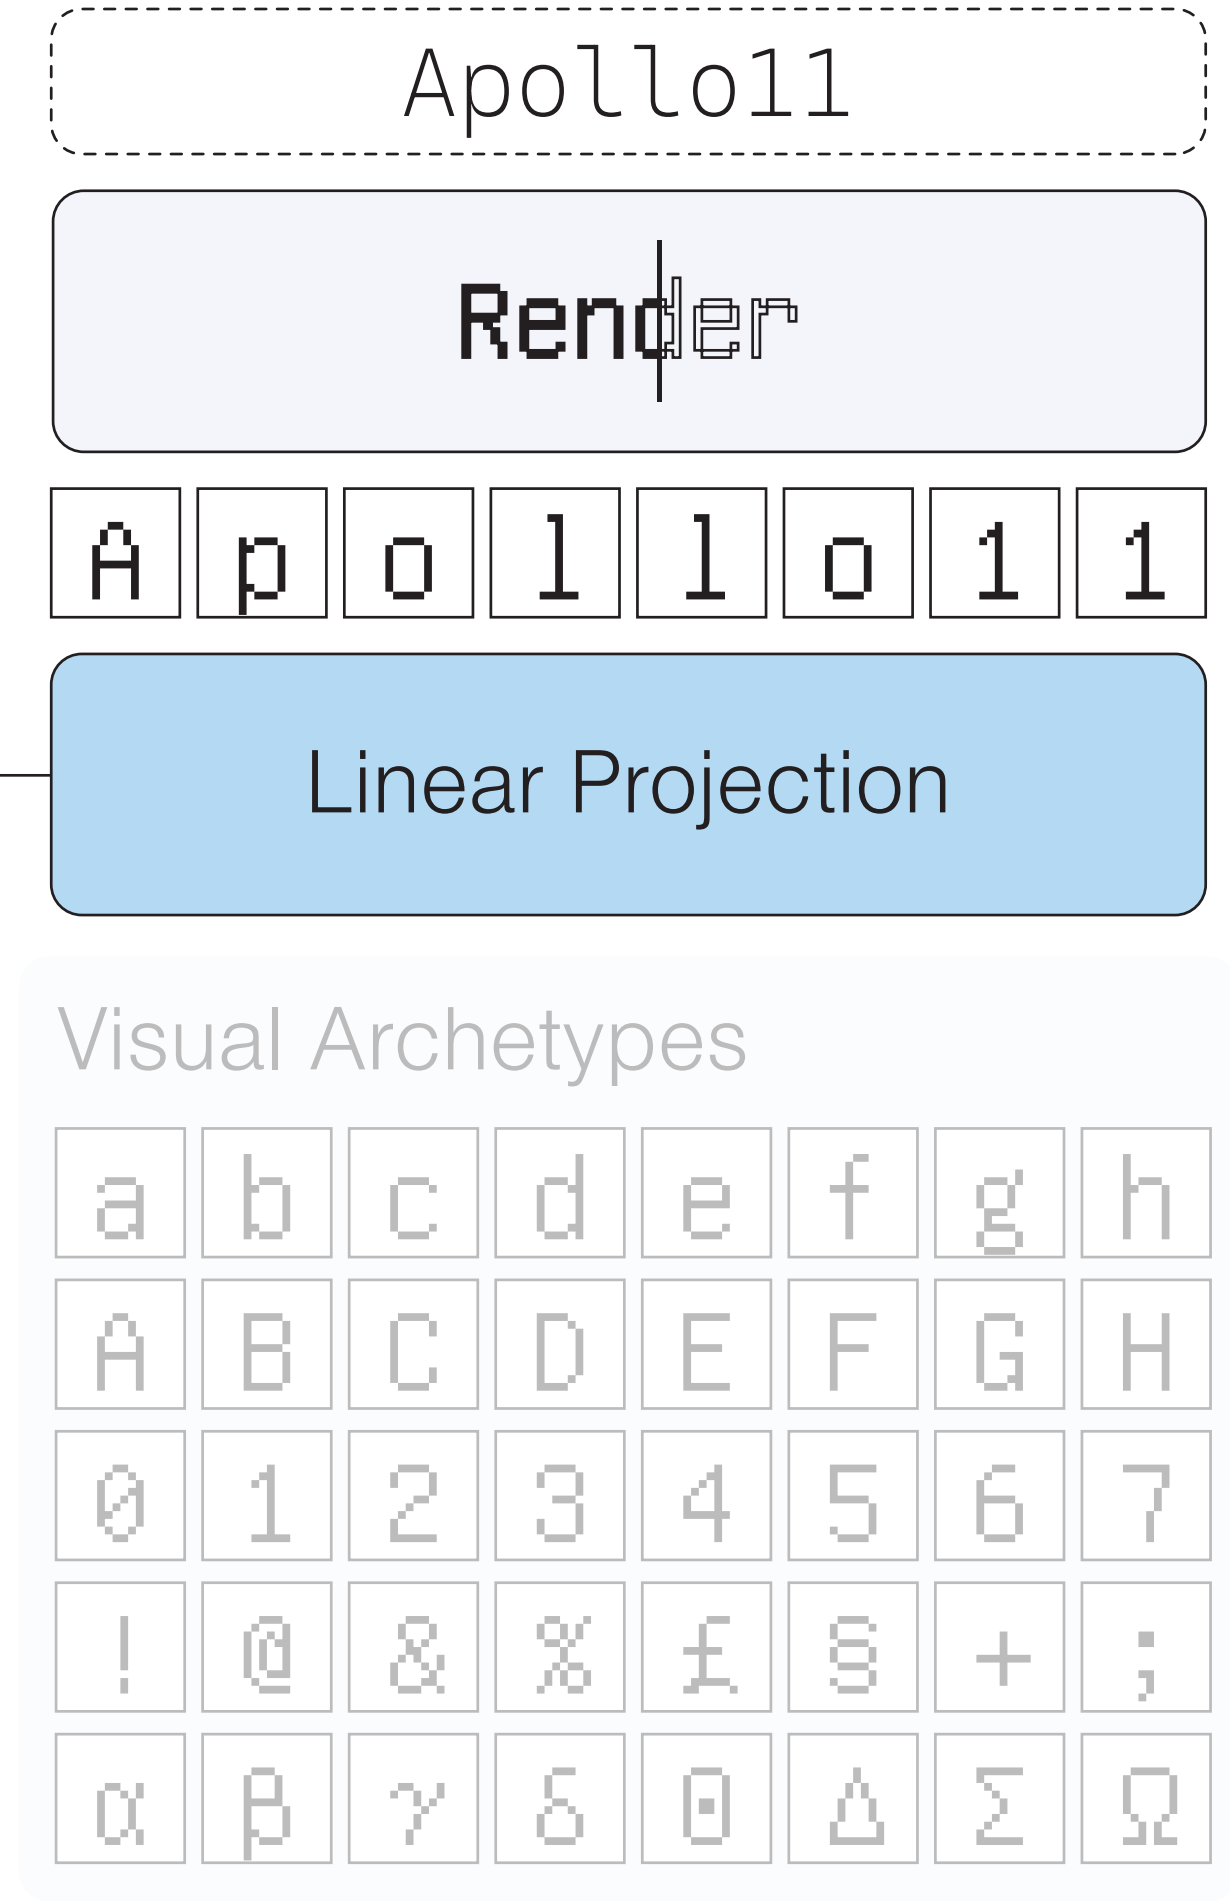 Apollo11
Render
A p o l l o 1 1
Linear Projection
Visual Archetypes
a b c d e f g h
A B C D E F G H
0 1 2 3 4 5 6 7
! @ & % £ § + ;
α β γ δ Θ Δ Σ Ω